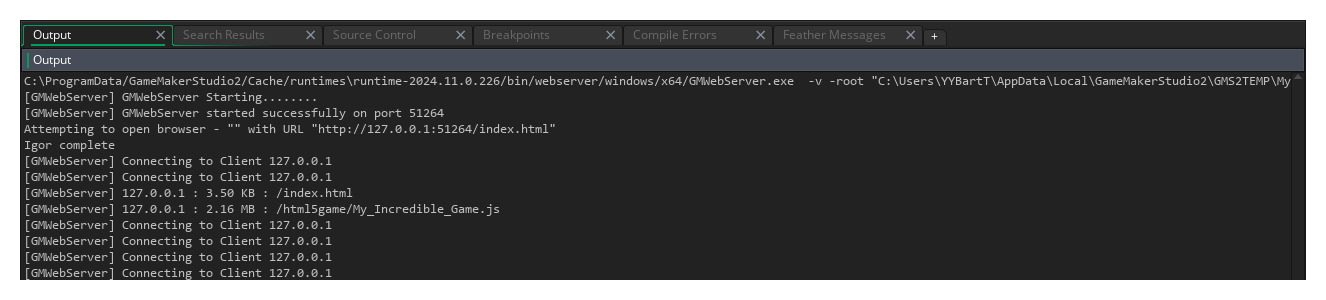 Output Search Results Source Control Breakpoints Compile Errors Feather Messages +
Output
C:\ProgramData/GameMakerStudio2/Cache/runtimes\runtime-2024.11.0.226/bin/webserver/windows/x64/GMWebServer.exe  -v -root "C:\Users\YYBartT\AppData\Local\GameMakerStudio2\GMS2TEMP\My
[GMWebServer] GMWebServer Starting........
[GMWebServer] GMWebServer started successfully on port 51264
Attempting to open browser - "" with URL "http://127.0.0.1:51264/index.html"
Igor complete
[GMWebServer] Connecting to Client 127.0.0.1
[GMWebServer] Connecting to Client 127.0.0.1
[GMWebServer] 127.0.0.1 : 3.50 KB : /index.html
[GMWebServer] 127.0.0.1 : 2.16 MB : /html5game/My_Incredible_Game.js
[GMWebServer] Connecting to Client 127.0.0.1
[GMWebServer] Connecting to Client 127.0.0.1
[GMWebServer] Connecting to Client 127.0.0.1
[GMWebServer] Connecting to Client 127.0.0.1